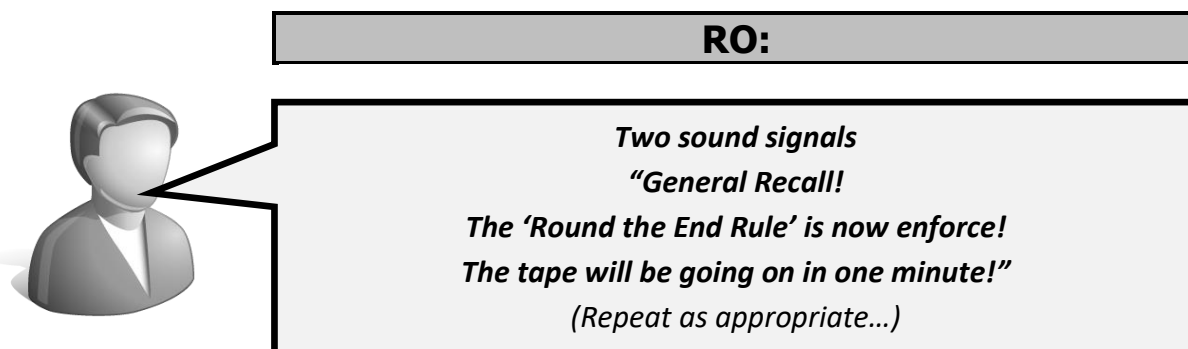 RO:
Two sound signals
“General Recall!
The ‘Round the End Rule’ is now enforce!
The tape will be going on in one minute!”
(Repeat as appropriate…)